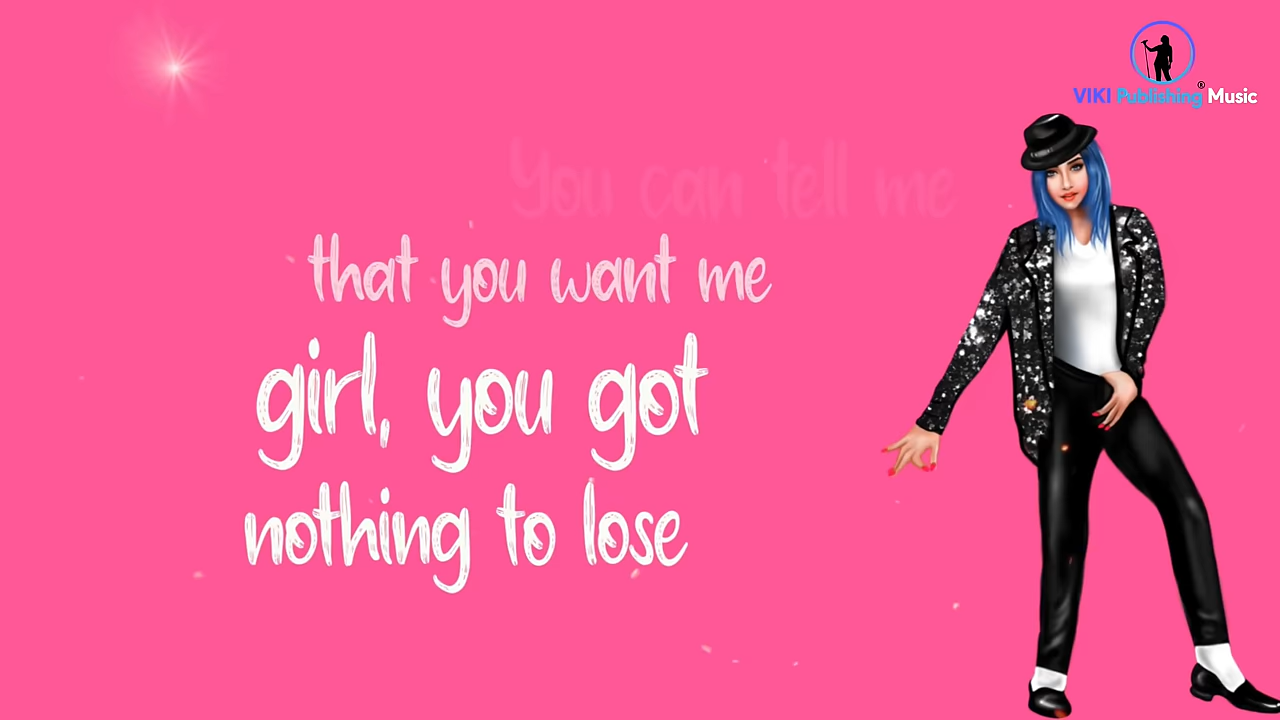 VIKI Publishing® Music
You can tell me
that you want me
girl, you got
nothing to lose